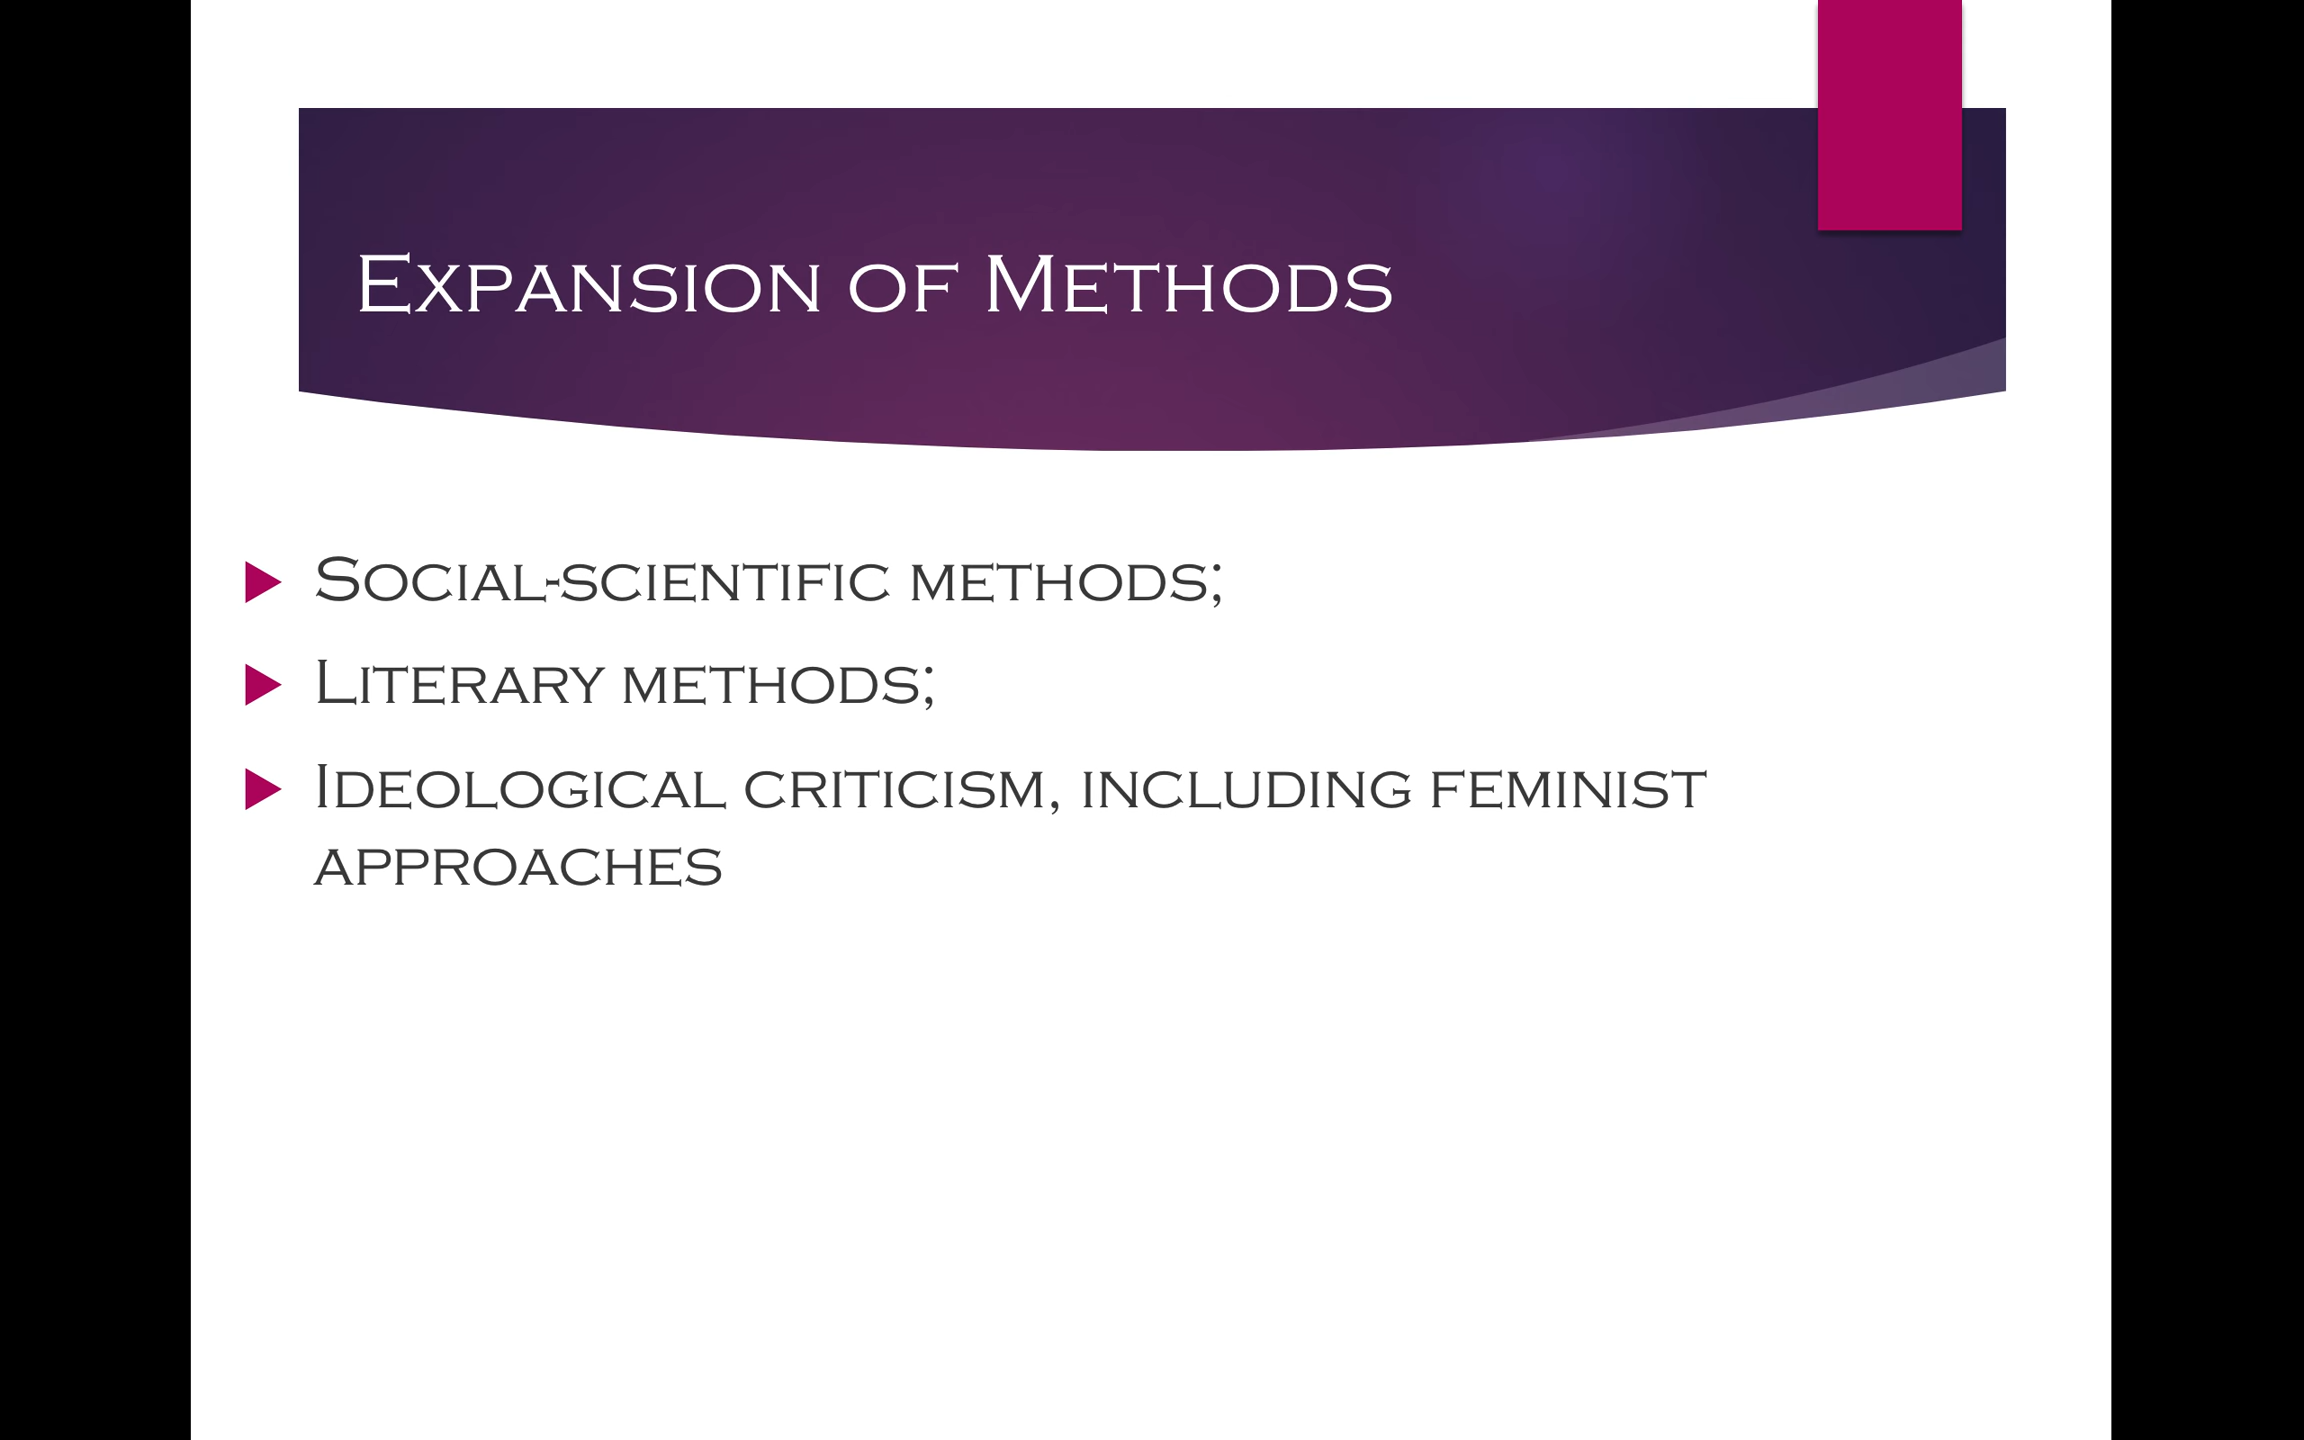 Expansion of Methods
Social-scientific methods;
Literary methods;
Ideological criticism, including feminist
approaches